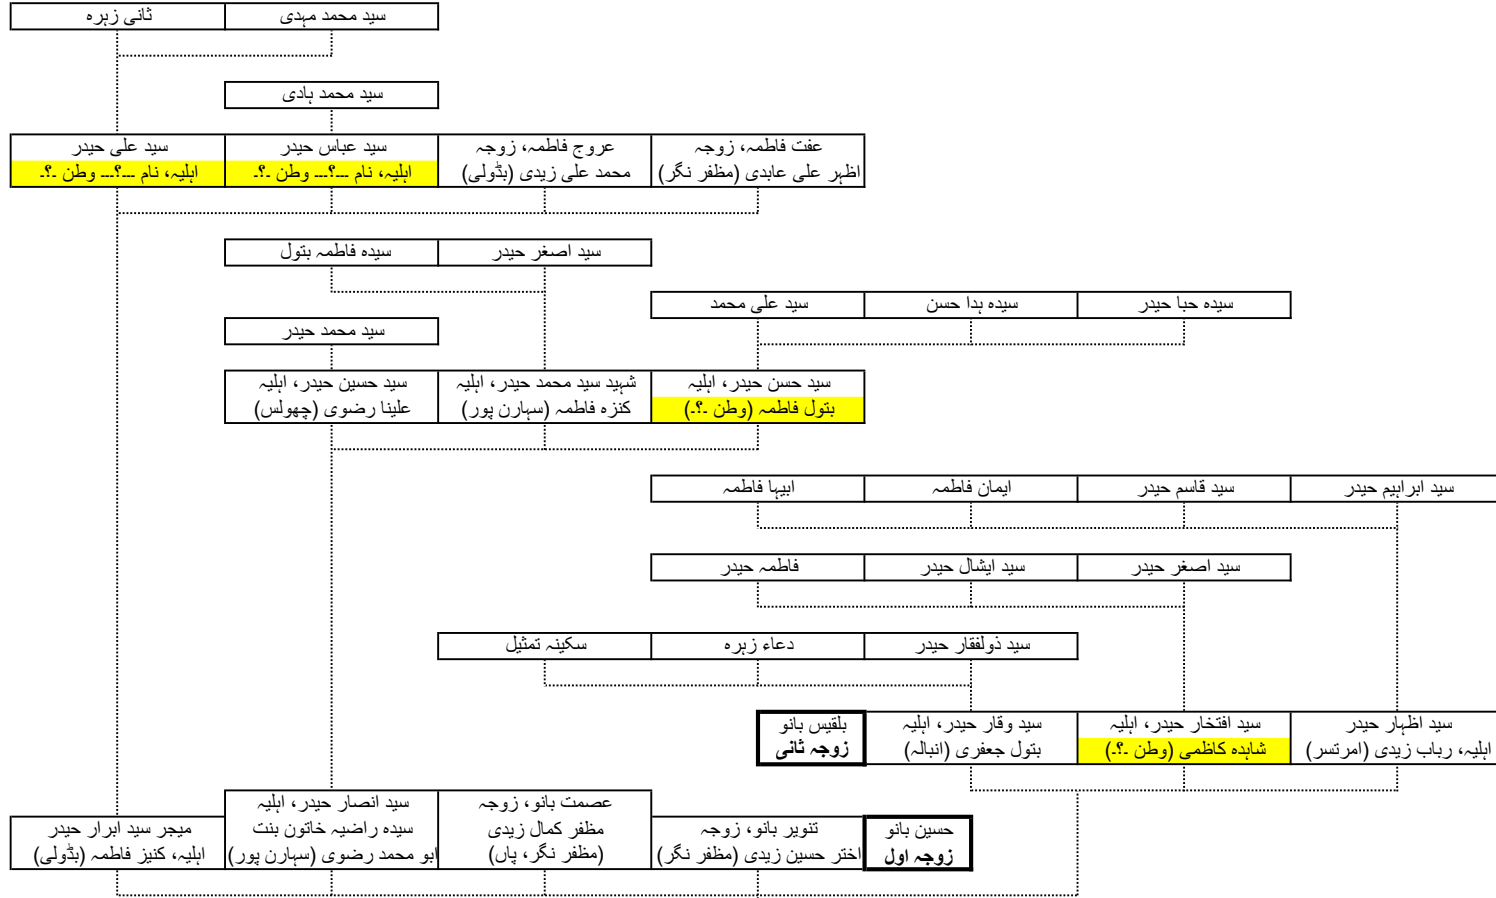 سید محمد مہدی
ثانی زہرہ
سید محمد ہادی
عفت فاطمہ، زوجہ
اظہر علی عابدی (مظفر نگر)
عروج فاطمہ، زوجہ
محمد علی زیدی (بڈولی)
سید عباس حیدر
اہلیہ، نام ــ؟ــ وطن ـ؟ـ
سید علی حیدر
اہلیہ، نام ــ؟ــ وطن ـ؟ـ
سید اصغر حیدر
سیدہ فاطمہ بتول
سیدہ حبا حیدر
سیدہ ہدا حسن
سید علی محمد
سید محمد حیدر
سید حسن حیدر، اہلیہ
بتول فاطمہ (وطن ـ؟ـ)
شہید سید محمد حیدر، اہلیہ
کنزہ فاطمہ (سہارن پور)
سید حسین حیدر، اہلیہ
علینا رضوی (چھولس)
سید ابراہیم حیدر
سید قاسم حیدر
ایمان فاطمہ
ابیہا فاطمہ
سید اصغر حیدر
سید ایشال حیدر
فاطمہ حیدر
سید ذولفقار حیدر
دعاء زہرہ
سکینہ تمثیل
سید اظہار حیدر
اہلیہ، رباب زیدی (امرتسر)
سید افتخار حیدر، اہلیہ
شاہدہ کاظمی (وطن ـ؟ـ)
سید وقار حیدر، اہلیہ
بتول جعفری (انبالہ)
بلقیس بانو
زوجہ ثانی
حسین بانو
زوجہ اول
تنویر بانو، زوجہ
اختر حسین زیدی (مظفر نگر)
عصمت بانو، زوجہ
مظفر کمال زیدی
(مظفر نگر، پاں)
سید انصار حیدر، اہلیہ
سیدہ راضیہ خاتون بنت
ابو محمد رضوی (سہارن پور)
میجر سید ابرار حیدر
اہلیہ، کنیز فاطمہ (بڈولی)